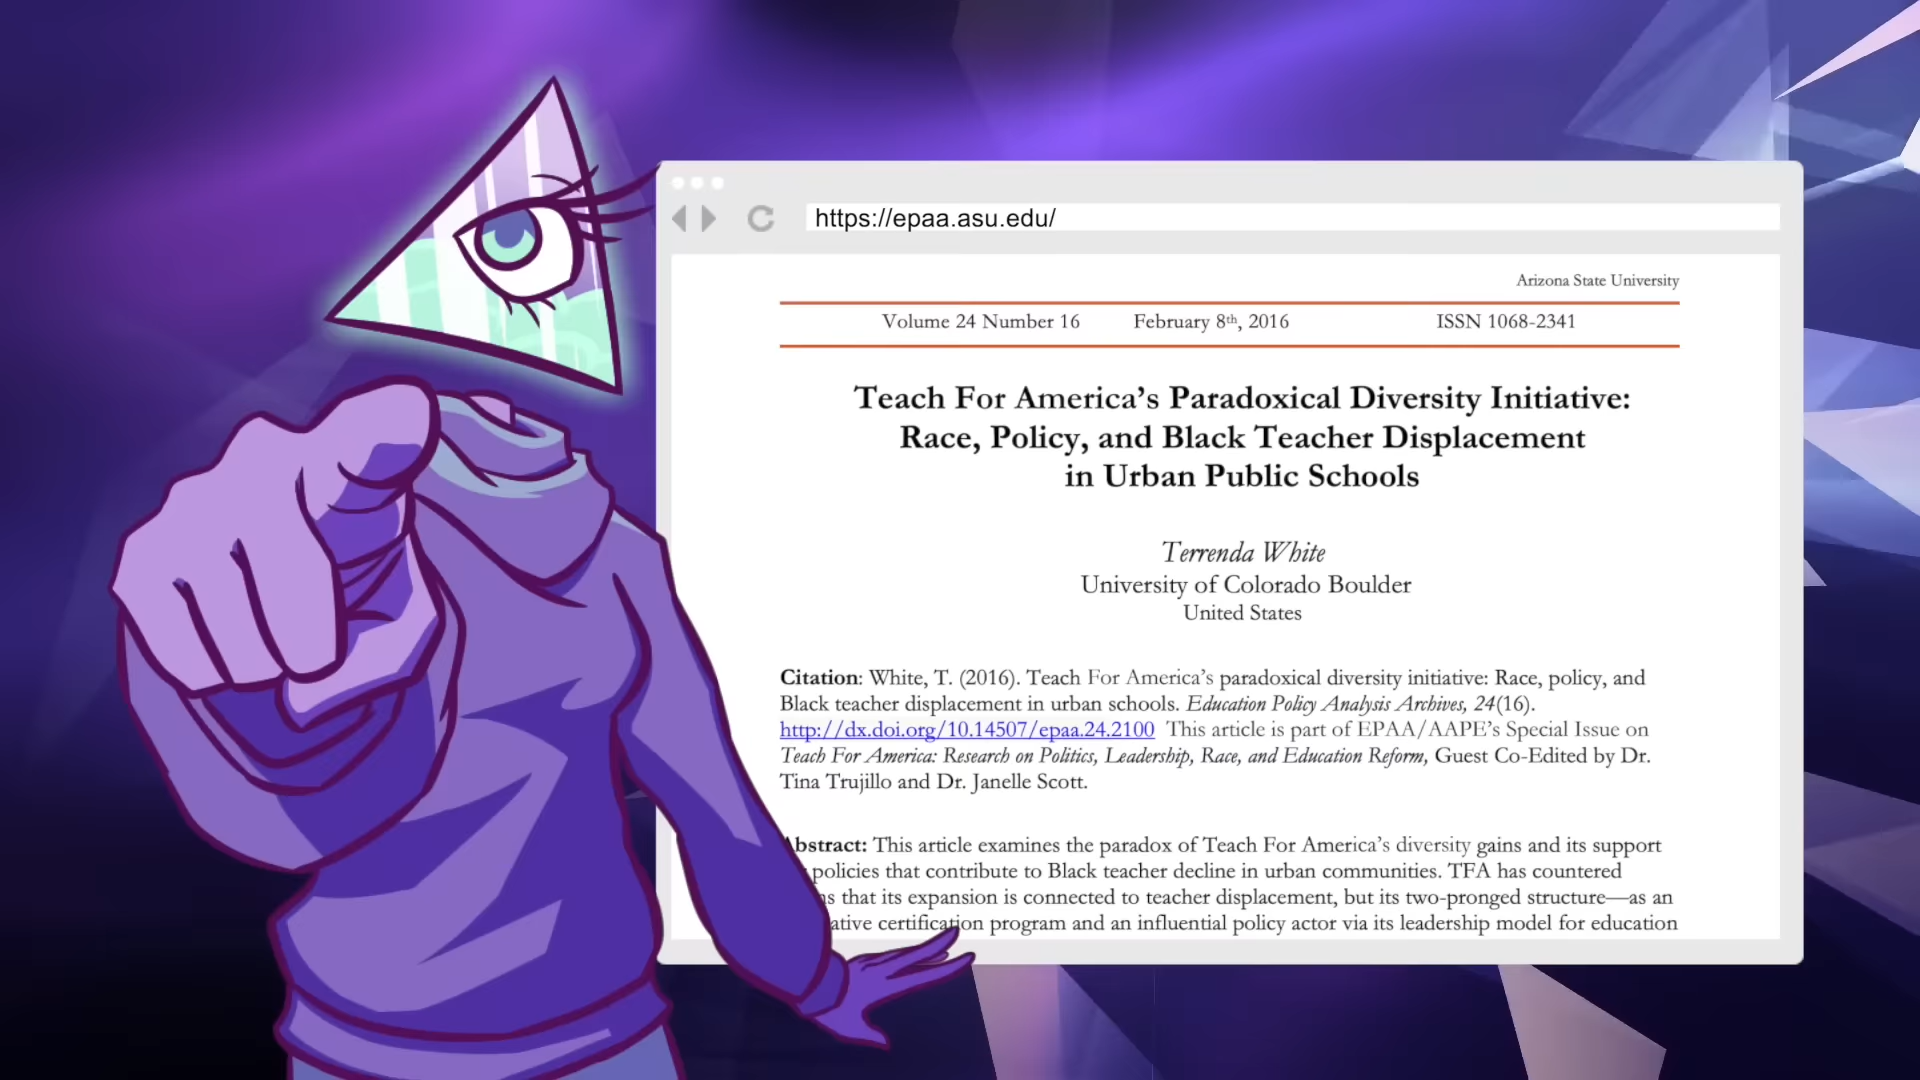 https://epaa.asu.edu/
Arizona State University
Volume 24 Number 16 February 8th, 2016 ISSN 1068-2341
Teach For America's Paradoxical Diversity Initiative:
Race, Policy, and Black Teacher Displacement
in Urban Public Schools
Terrenda White
University of Colorado Boulder
United States
Citation: White, T. (2016). Teach For America's paradoxical diversity initiative: Race, policy, and
Black teacher displacement in urban schools. Education Policy Analysis Archives, 24(16).
http://dx.doi.org/10.14507/epaa.24.2100 This article is part of EPAA/AAPE's Special Issue on
Teach For America: Research on Politics, Leadership, Race, and Education Reform, Guest Co-Edited by Dr.
Tina Trujillo and Dr. Janelle Scott.
Abstract: This article examines the paradox of Teach For America's diversity gains and its support
policies that contribute to Black teacher decline in urban communities. TFA has countered
that its expansion is connected to teacher displacement, but its two-pronged structure—as an
certification program and an influential policy actor via its leadership model for education